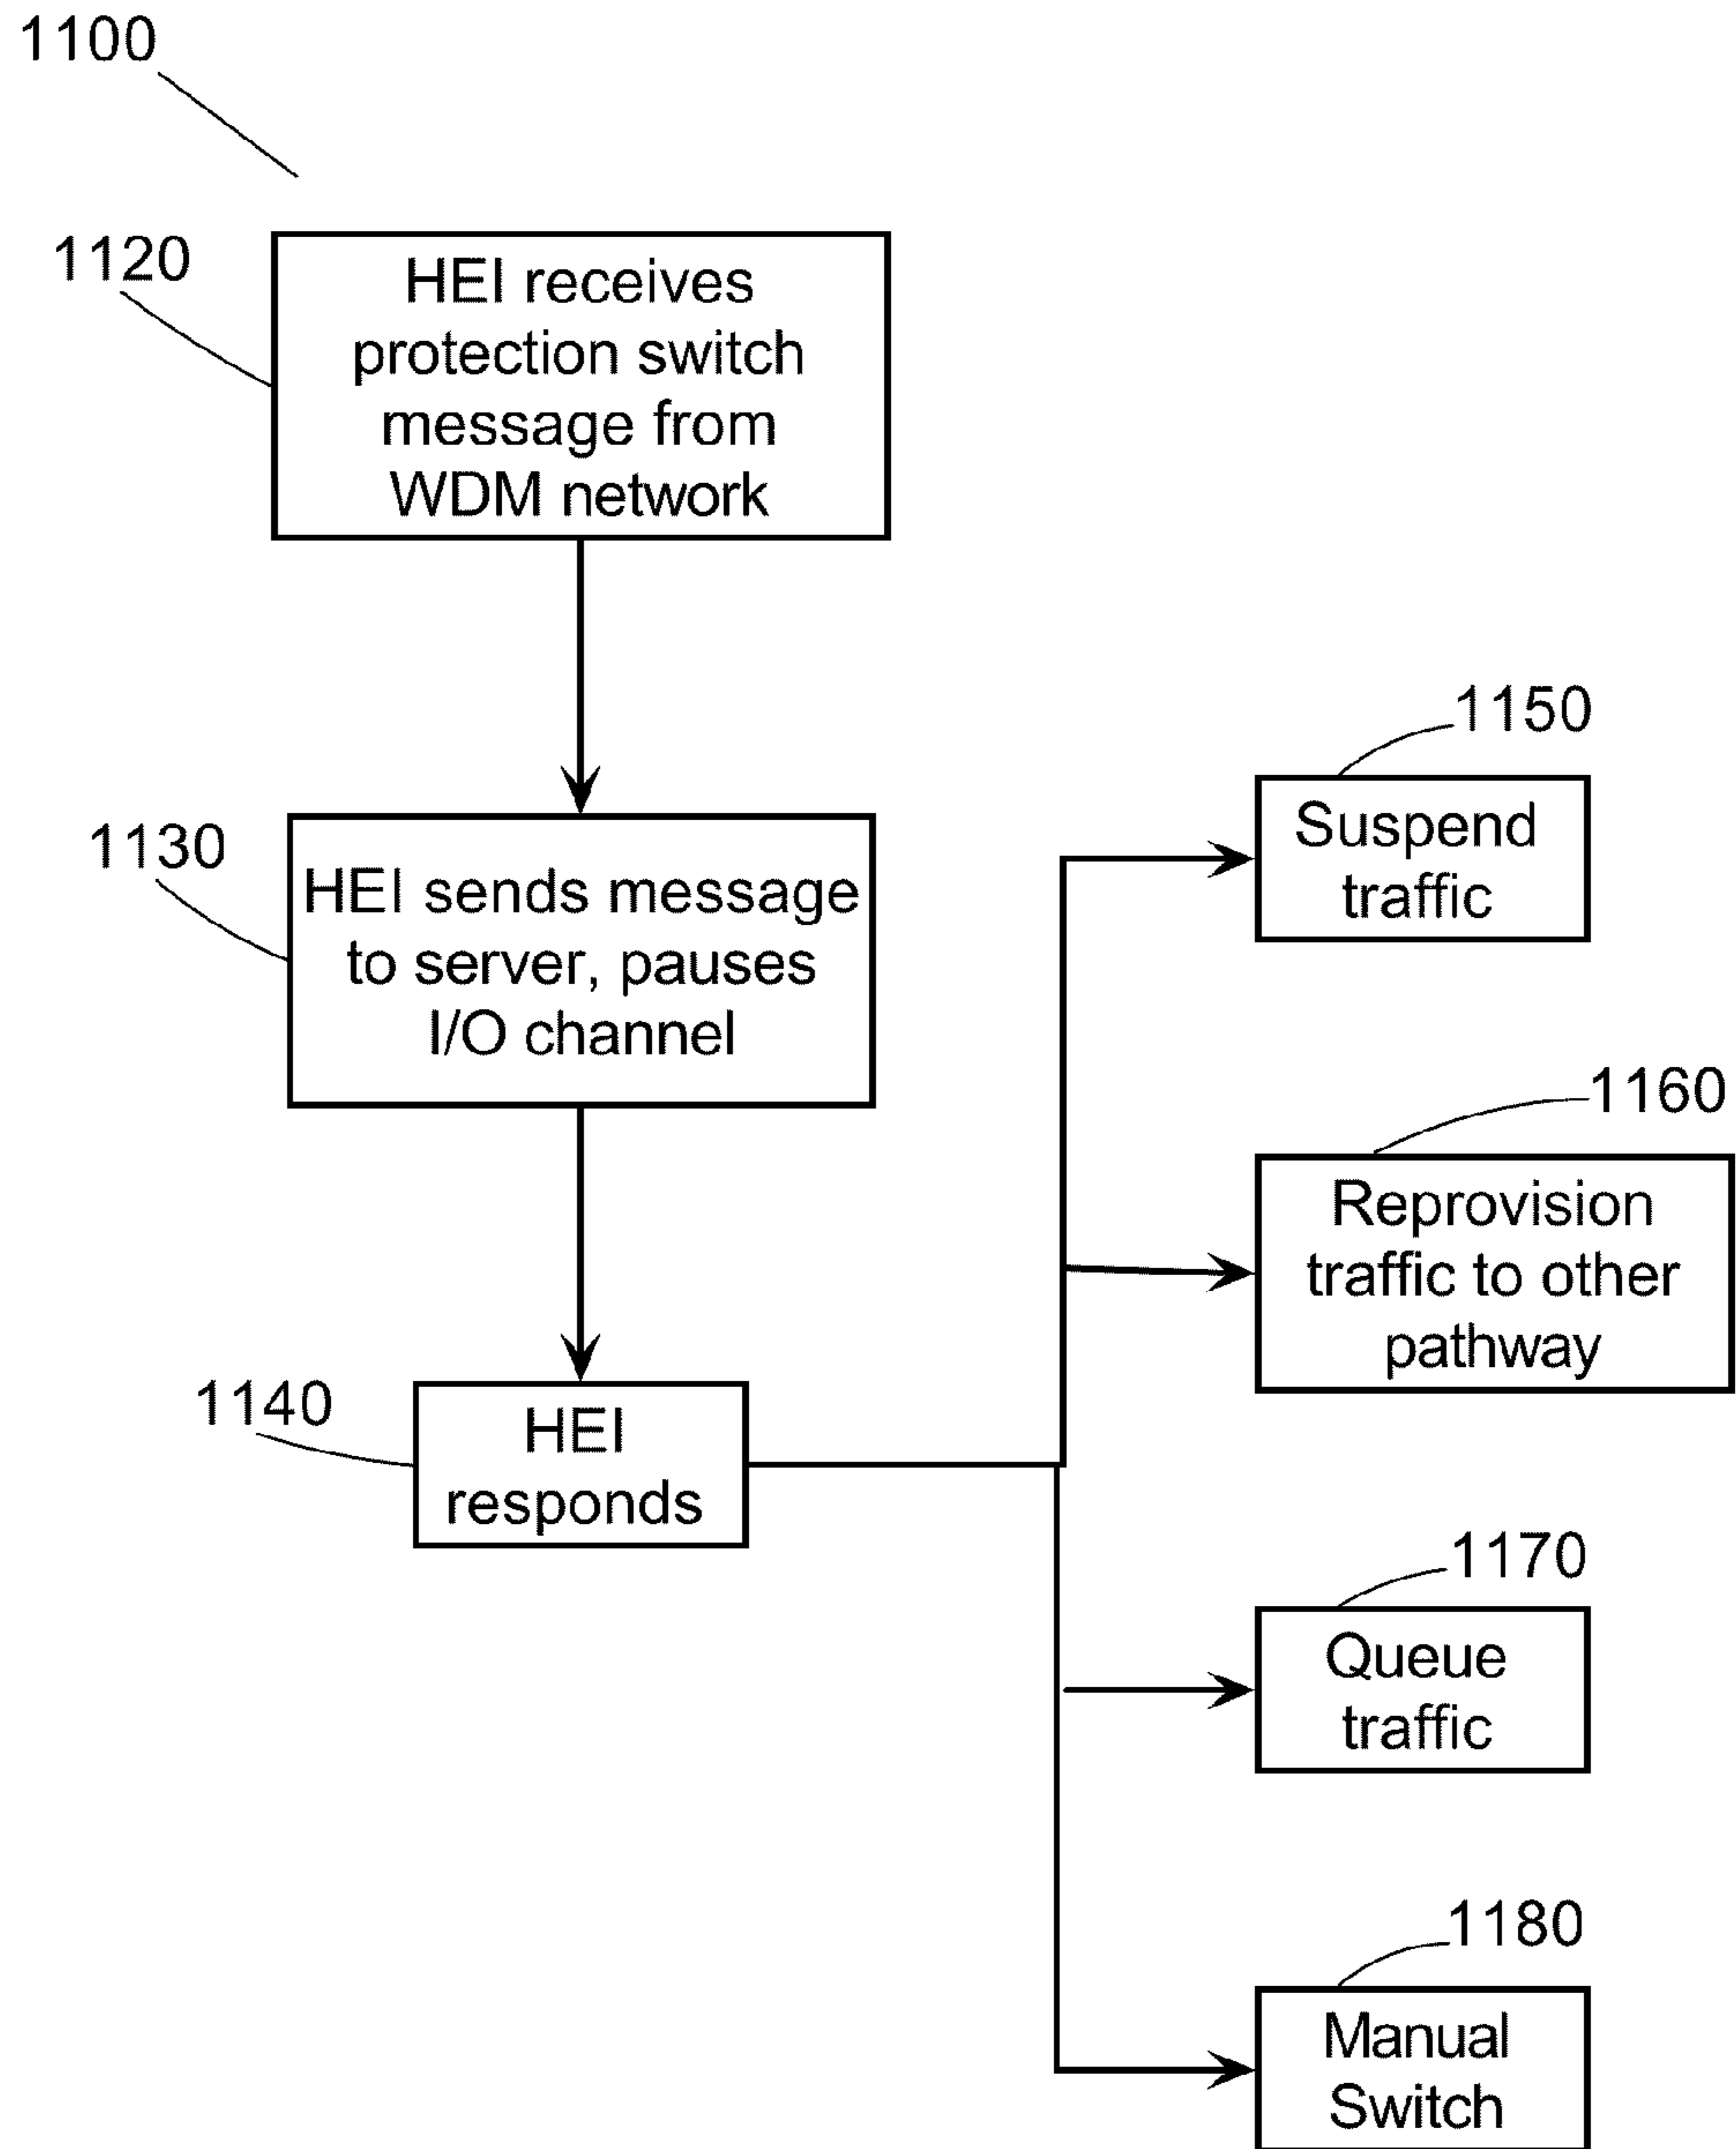 1100
1120
HEI receives
protection switch
message from
WDM network
1130
HEI sends message
to server, pauses
I/O channel
1140
HEI
responds
1150
Suspend
traffic
1160
Reprovision
traffic to other
pathway
1170
Queue
traffic
1180
Manual
Switch